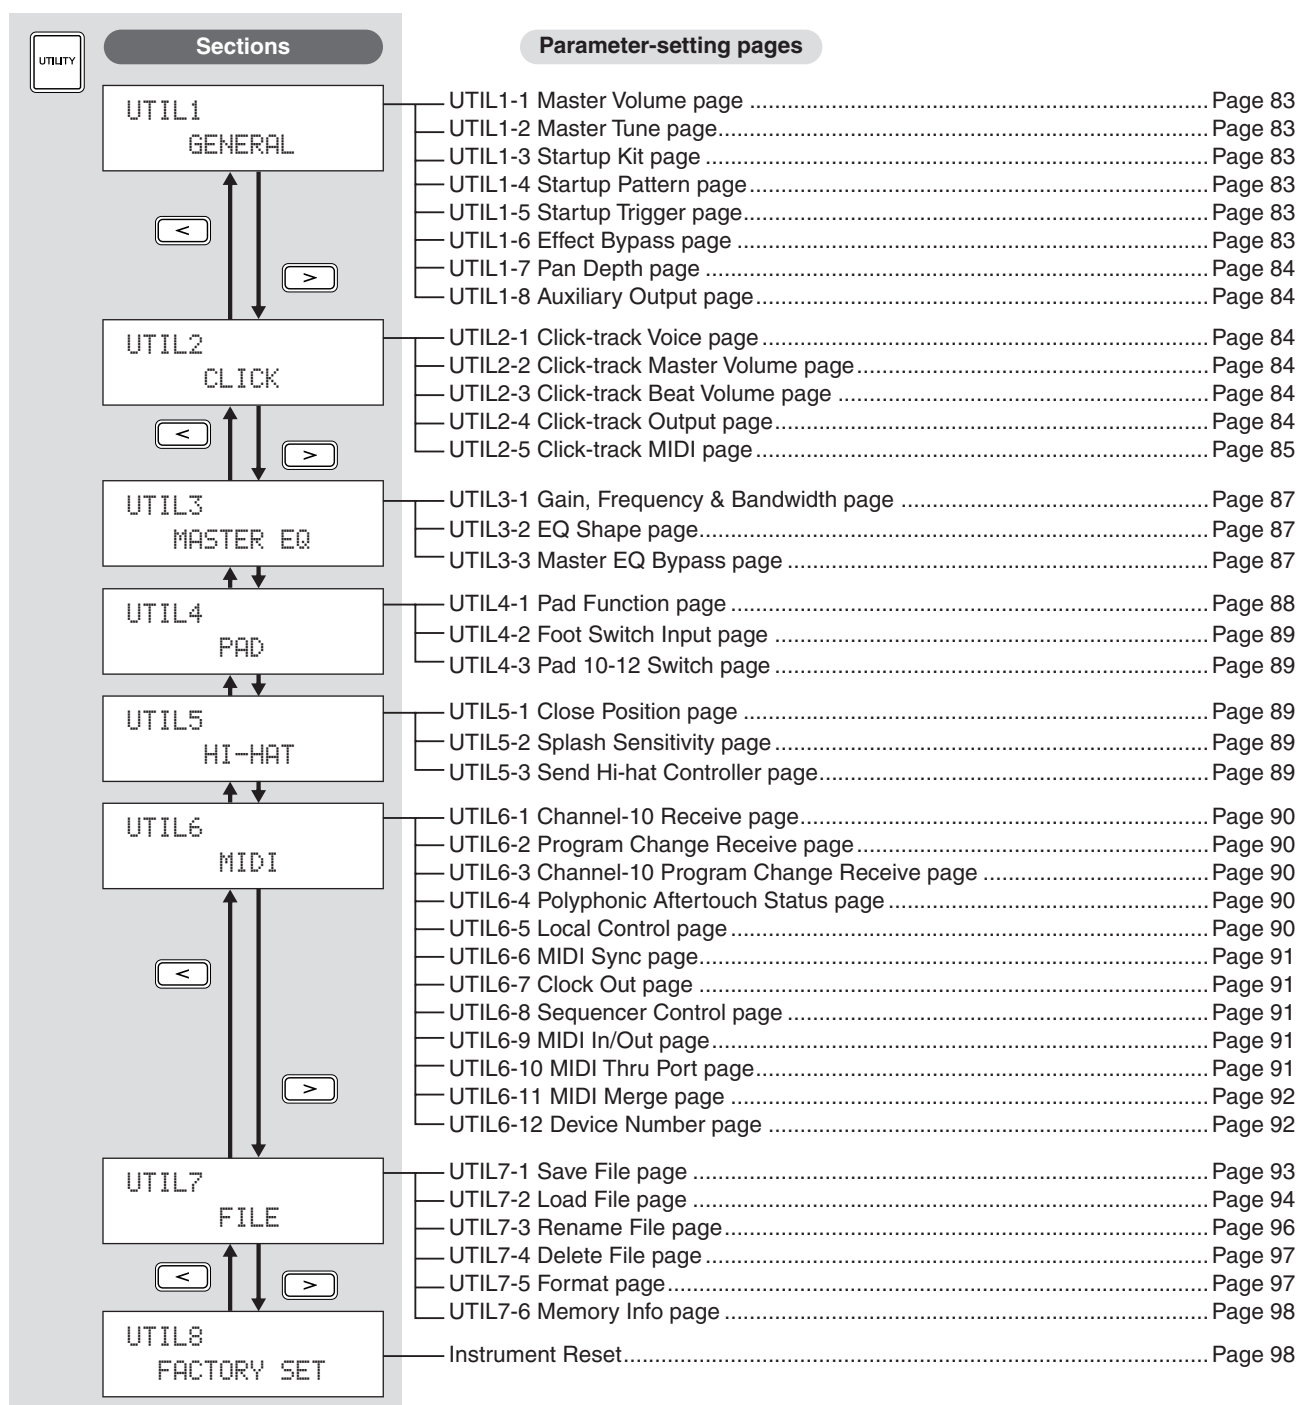 UTILITY
Sections
Parameter-setting pages
UTIL1
GENERAL
UTIL1-1 Master Volume page ........ Page 83
UTIL1-2 Master Tune page ........ Page 83
UTIL1-3 Startup Kit page ........ Page 83
UTIL1-4 Startup Pattern page ........ Page 83
UTIL1-5 Startup Trigger page ........ Page 83
UTIL1-6 Effect Bypass page ........ Page 83
UTIL1-7 Pan Depth page ........ Page 84
UTIL1-8 Auxiliary Output page ........ Page 84
<
>
UTIL2
CLICK
UTIL2-1 Click-track Voice page ........ Page 84
UTIL2-2 Click-track Master Volume page ........ Page 84
UTIL2-3 Click-track Beat Volume page ........ Page 84
UTIL2-4 Click-track Output page ........ Page 84
UTIL2-5 Click-track MIDI page ........ Page 85
<
>
UTIL3
MASTER EQ
UTIL3-1 Gain, Frequency & Bandwidth page ........ Page 87
UTIL3-2 EQ Shape page ........ Page 87
UTIL3-3 Master EQ Bypass page ........ Page 87
UTIL4
PAD
UTIL4-1 Pad Function page ........ Page 88
UTIL4-2 Foot Switch Input page ........ Page 89
UTIL4-3 Pad 10-12 Switch page ........ Page 89
UTIL5
HI-HAT
UTIL5-1 Close Position page ........ Page 89
UTIL5-2 Splash Sensitivity page ........ Page 89
UTIL5-3 Send Hi-hat Controller page ........ Page 89
UTIL6
MIDI
UTIL6-1 Channel-10 Receive page ........ Page 90
UTIL6-2 Program Change Receive page ........ Page 90
UTIL6-3 Channel-10 Program Change Receive page ........ Page 90
UTIL6-4 Polyphonic Aftertouch Status page ........ Page 90
UTIL6-5 Local Control page ........ Page 90
UTIL6-6 MIDI Sync page ........ Page 91
UTIL6-7 Clock Out page ........ Page 91
UTIL6-8 Sequencer Control page ........ Page 91
UTIL6-9 MIDI In/Out page ........ Page 91
UTIL6-10 MIDI Thru Port page ........ Page 91
UTIL6-11 MIDI Merge page ........ Page 92
UTIL6-12 Device Number page ........ Page 92
<
>
UTIL7
FILE
UTIL7-1 Save File page ........ Page 93
UTIL7-2 Load File page ........ Page 94
UTIL7-3 Rename File page ........ Page 96
UTIL7-4 Delete File page ........ Page 97
UTIL7-5 Format page ........ Page 97
UTIL7-6 Memory Info page ........ Page 98
<
>
UTIL8
FACTORY SET
Instrument Reset ........ Page 98